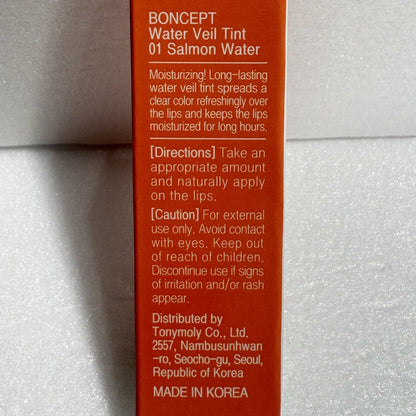 BONCEPT
Water Veil Tint
01 Salmon Water
Moisturizing! Long-lasting
water veil tint spreads a
clear color refreshingly over
the lips and keeps the lips
moisturized for long hours.
[Directions] Take an
appropriate amount
and naturally apply
on the lips.
[Caution] For external
use only. Avoid contact
with eyes. Keep out
of reach of children.
Discontinue use if signs
of irritation and/or rash
appear.
Distributed by
Tonymoly Co., Ltd.
2557, Nambusunhwan
-ro, Seocho-gu, Seoul,
Republic of Korea
MADE IN KOREA